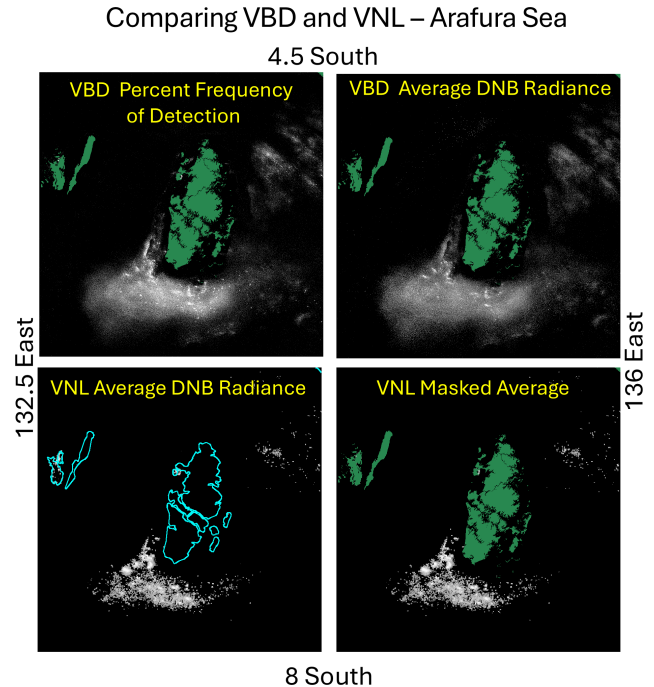 Comparing VBD and VNL – Arafura Sea
4.5 South
VBD Percent Frequency
of Detection
VBD Average DNB Radiance
132.5 East
136 East
VNL Average DNB Radiance
VNL Masked Average
8 South